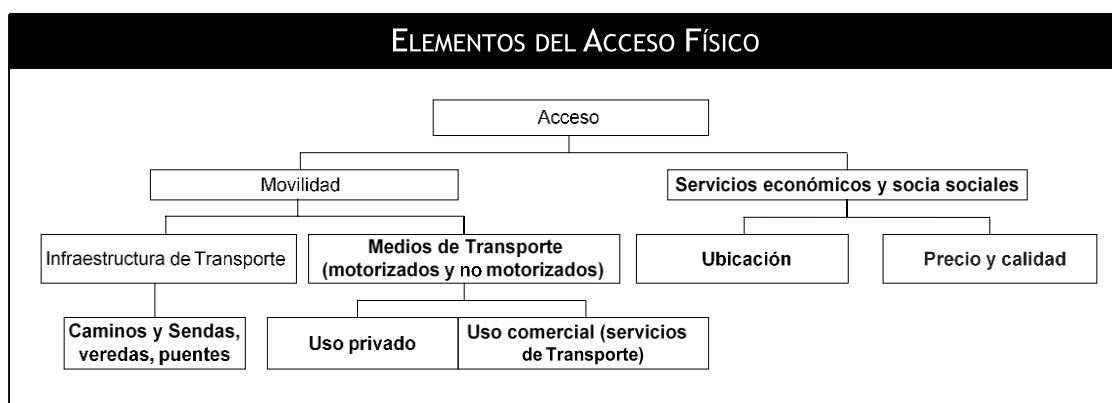 ELEMENTOS DEL ACCESO FÍSICO
Acceso
Movilidad
Servicios económicos y socia sociales
Infraestructura de Transporte
Medios de Transporte
(motorizados y no motorizados)
Ubicación
Precio y calidad
Caminos y Sendas,
veredas, puentes
Uso privado
Uso comercial (servicios
de Transporte)